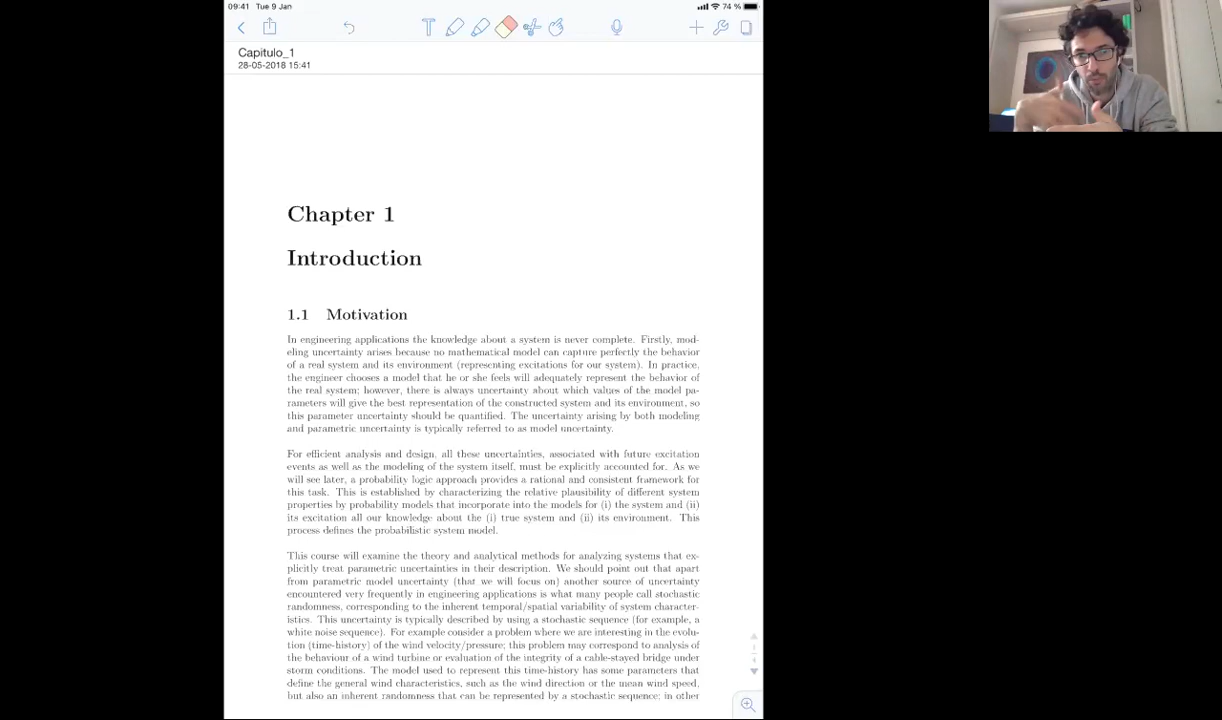 09:41 Tue 9 Jan
74 %
T
Capitulo_1
28-05-2018 15:41
Chapter 1
Introduction
1.1 Motivation
In engineering applications the knowledge about a system is never complete. Firstly, mod-
eling uncertainty arises because no mathematical model can capture perfectly the behavior
of a real system and its environment (representing excitations for our system). In practice,
the engineer chooses a model that he or she feels will adequately represent the behavior of
the real system; however, there is always uncertainty about which values of the model pa-
rameters will give the best representation of the constructed system and its environment, so
this parameter uncertainty should be quantified. The uncertainty arising by both modeling
and parametric uncertainty is typically referred to as model uncertainty.
For efficient analysis and design, all these uncertainties, associated with future excitation
events as well as the modeling of the system itself, must be explicitly accounted for. As we
will see later, a probability logic approach provides a rational and consistent framework for
this task. This is established by characterizing the relative plausibility of different system
properties by probability models that incorporate into the models for (i) the system and (ii)
its excitation all our knowledge about the (i) true system and (ii) its environment. This
process defines the probabilistic system model.
This course will examine the theory and analytical methods for analyzing systems that ex-
plicitly treat parametric uncertainties in their description. We should point out that apart
from parametric model uncertainty (that we will focus on) another source of uncertainty
encountered very frequently in engineering applications is what many people call stochastic
randomness, corresponding to the inherent temporal/spatial variability of system character-
istics. This uncertainty is typically described by using a stochastic sequence (for example, a
white noise sequence). For example consider a problem where we are interesting in the evolu-
tion (time-history) of the wind velocity/pressure; this problem may correspond to analysis of
the behaviour of a wind turbine or evaluation of the integrity of a cable-stayed bridge under
storm conditions. The model used to represent this time-history has some parameters that
define the general wind characteristics, such as the wind direction or the mean wind speed,
but also an inherent randomness that can be represented by a stochastic sequence; in other